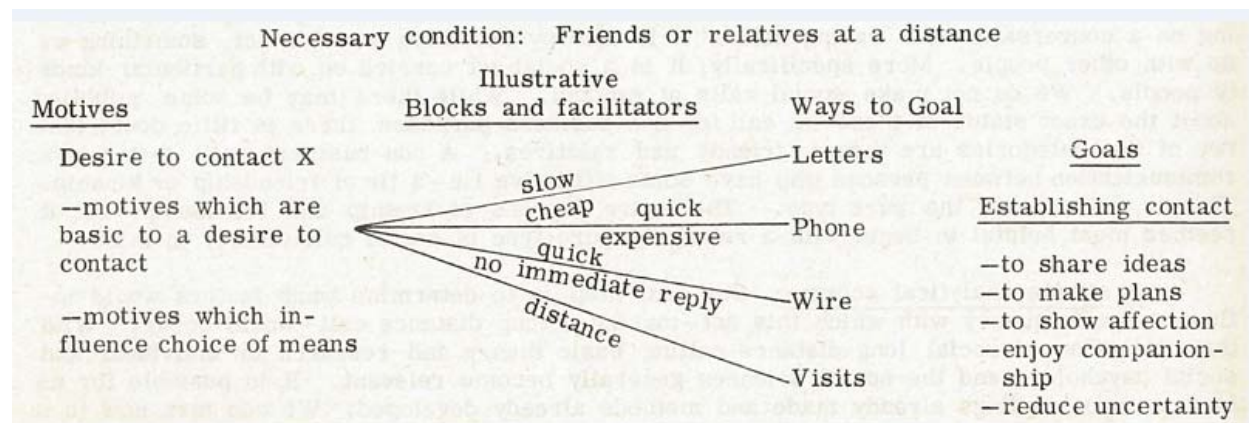 Necessary condition: Friends or relatives at a distance
Illustrative
Motives
Blocks and facilitators
Ways to Goal
Desire to contact X
—motives which are
basic to a desire to
contact
—motives which in-
fluence choice of means
slow
cheap
quick
expensive
quick
no immediate reply
distance
Letters
Phone
Wire
Visits
Goals
Establishing contact
—to share ideas
—to make plans
—to show affection
—enjoy companion-
ship
—reduce uncertainty